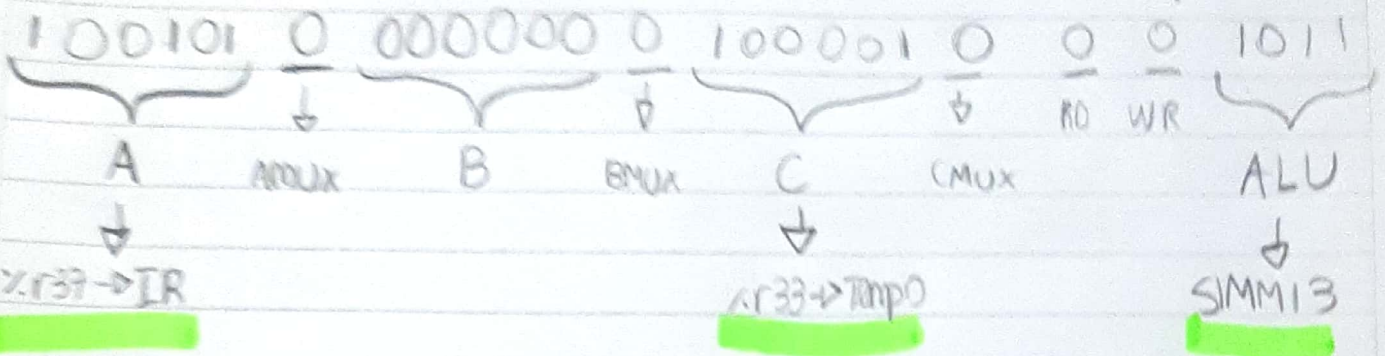 100101 0 000000 0 100001 0 0 0 1011
RD WR
A AMUX B BMUX C CMUX ALU
%r37→IR %r33→Temp0 SIMM13